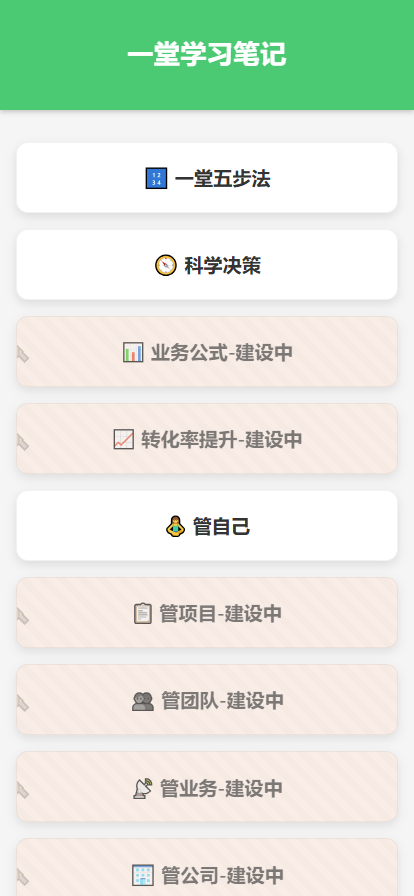 一堂学习笔记
🔢 一堂五步法
🧭 科学决策
📊 业务公式-建设中
📈 转化率提升-建设中
🧘 管自己
📋 管项目-建设中
👥 管团队-建设中
📡 管业务-建设中
🏢 管公司-建设中